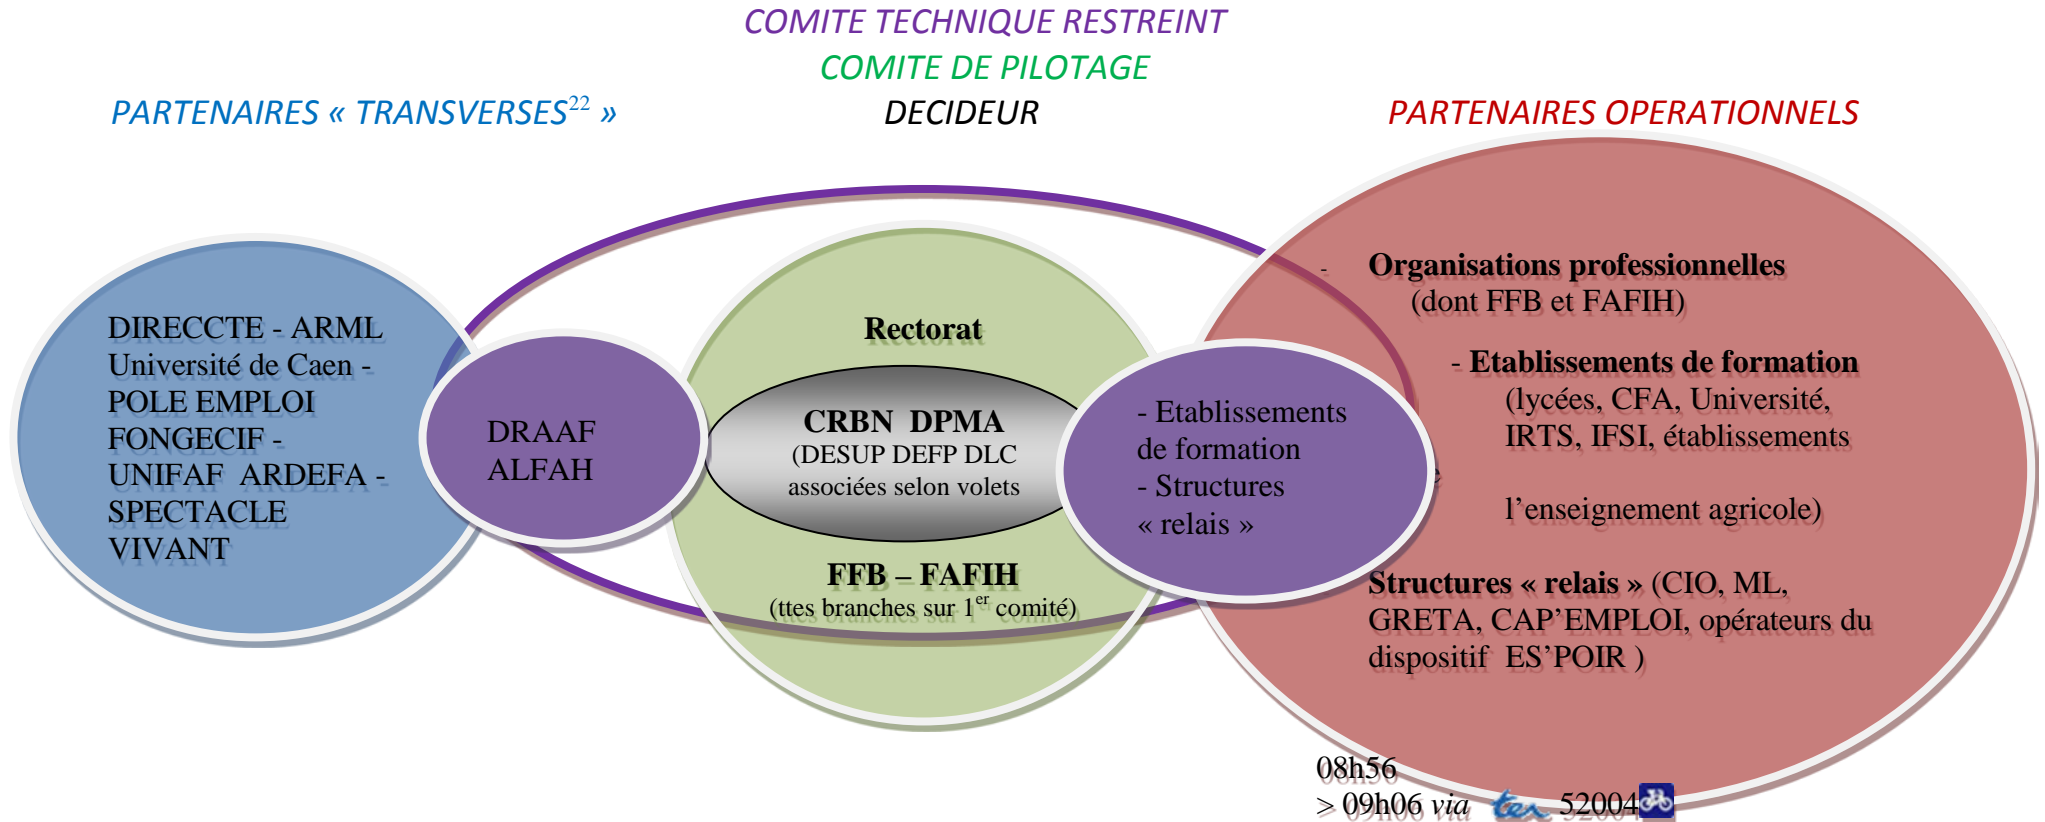 COMITE TECHNIQUE RESTREINT
COMITE DE PILOTAGE
PARTENAIRES « TRANSVERSES22 »
DECIDEUR
PARTENAIRES OPERATIONNELS
DIRECCTE - ARML
Université de Caen -
POLE EMPLOI
FONGECIF -
UNIFAF ARDEFA -
SPECTACLE
VIVANT
DRAAF
ALFAH
Rectorat
CRBN DPMA
(DESUP DEFP DLC
associées selon volets
FFB – FAFIH
(ttes branches sur 1er comité)
- Etablissements
de formation
- Structures
« relais »
- Organisations professionnelles
(dont FFB et FAFIH)
- Etablissements de formation
(lycées, CFA, Université,
IRTS, IFSI, établissements
e
l’enseignement agricole)
Structures « relais » (CIO, ML,
GRETA, CAP’EMPLOI, opérateurs du
dispositif ES’POIR )
08h56
> 09h06 via ter 52004